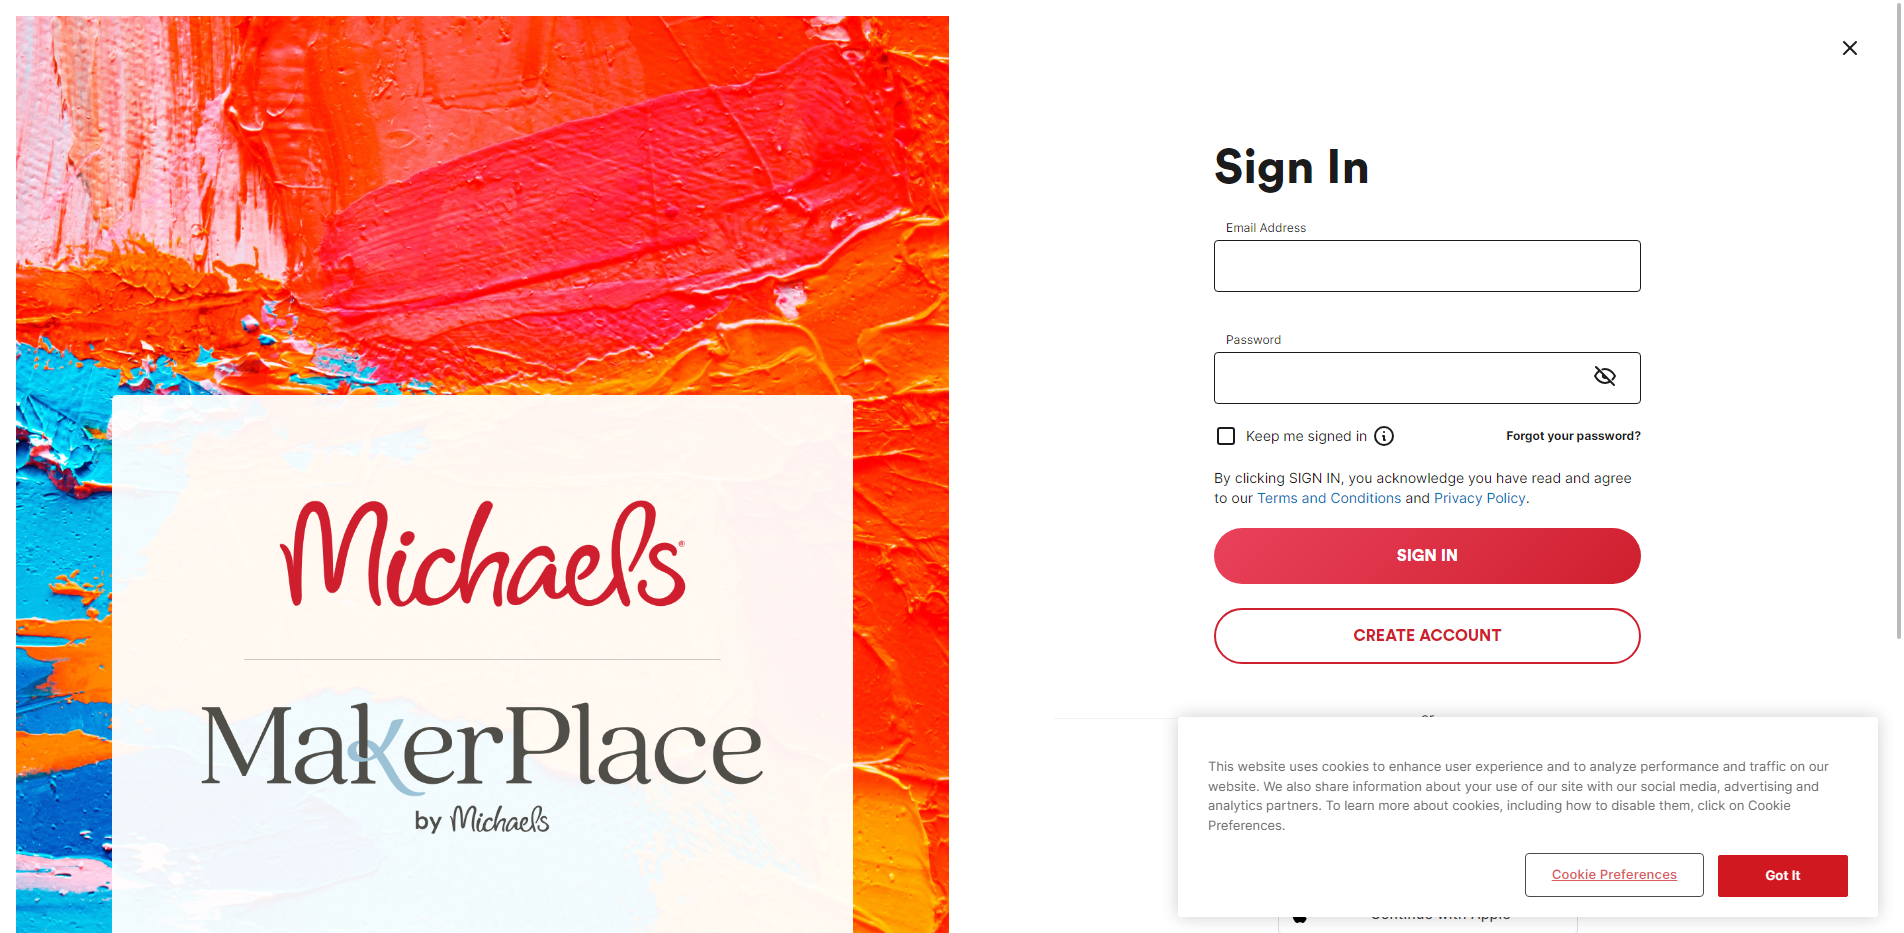 Michaels
MakerPlace
by Michaels
Sign In
Email Address
Password
Keep me signed in
Forgot your password?
By clicking SIGN IN, you acknowledge you have read and agree
to our Terms and Conditions and Privacy Policy.
SIGN IN
CREATE ACCOUNT
or
This website uses cookies to enhance user experience and to analyze performance and traffic on our
website. We also share information about your use of our site with our social media, advertising and
analytics partners. To learn more about cookies, including how to disable them, click on Cookie
Preferences.
Cookie Preferences
Got It
Continue with Apple